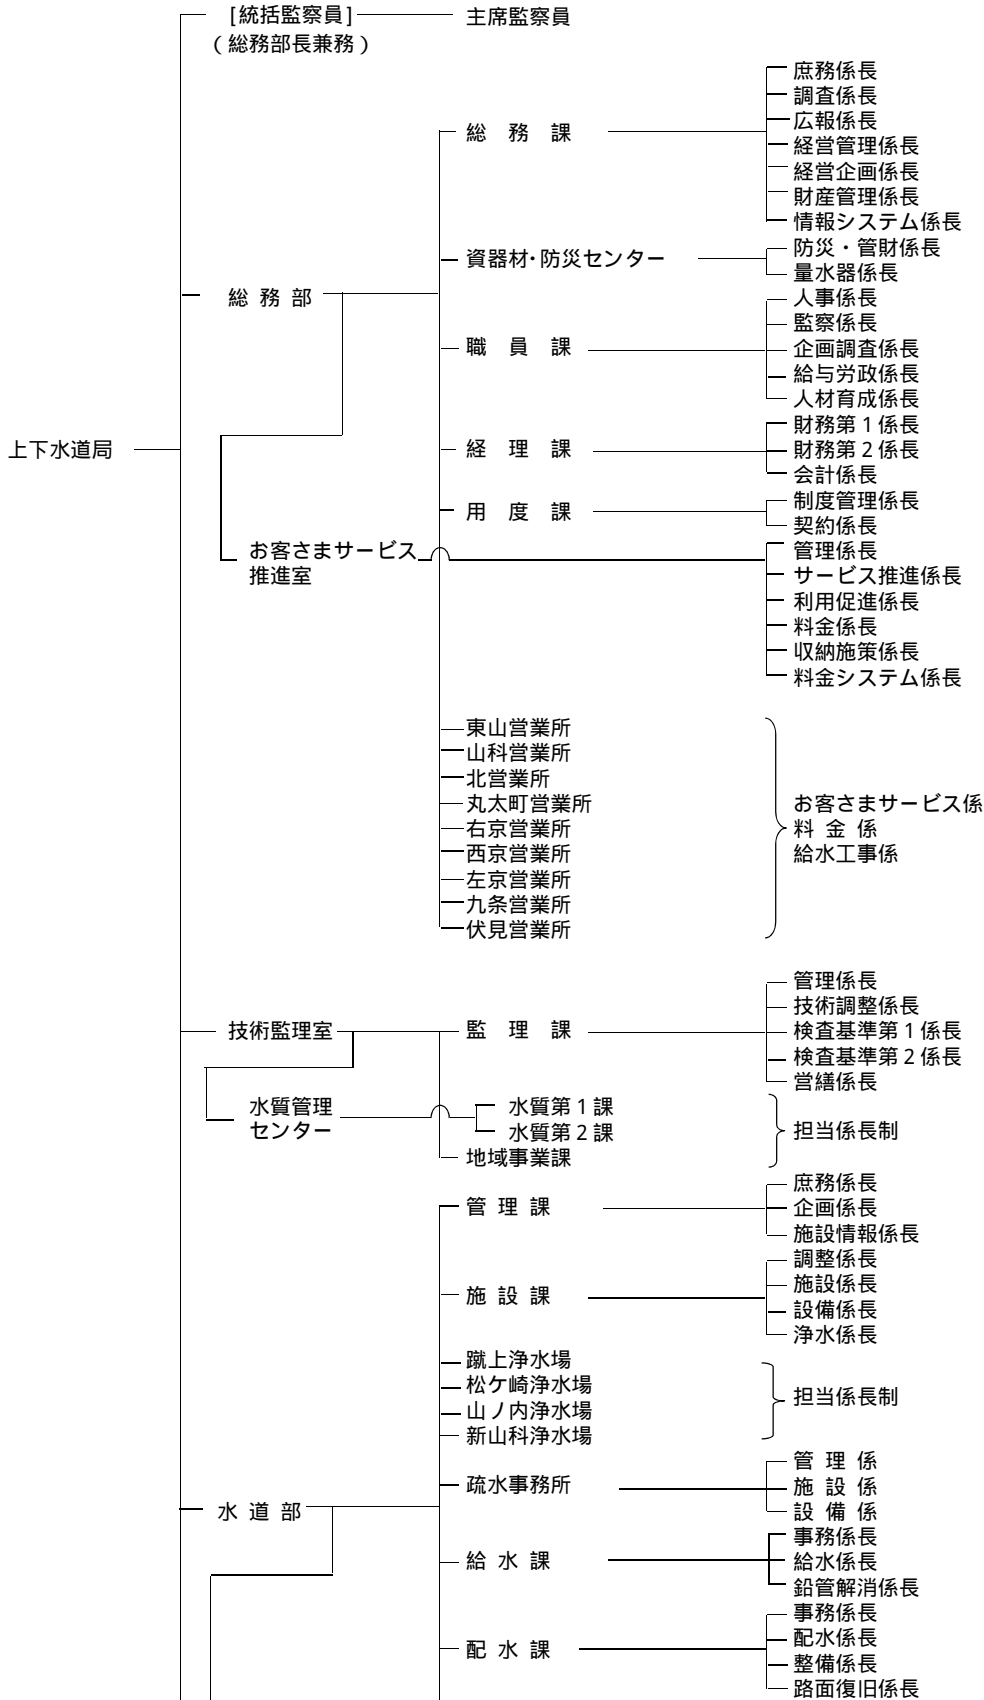 [統括監察員]
主席監察員
(総務部長兼務)
庶務係長
調査係長
広報係長
総務課
経営管理係長
経営企画係長
財産管理係長
情報システム係長
防災・管財係長
資器材・防災センター
量水器係長
総務部
人事係長
監察係長
職員課
企画調査係長
給与労政係長
人材育成係長
財務第1係長
上下水道局
経理課
財務第2係長
会計係長
制度管理係長
用度課
契約係長
お客さまサービス
推進室
管理係長
サービス推進係長
利用促進係長
料金係長
収納施策係長
料金システム係長
東山営業所
山科営業所
北営業所
丸太町営業所
右京営業所
西京営業所
左京営業所
九条営業所
伏見営業所
お客さまサービス係
料金係
給水工事係
管理係長
技術調整係長
技術監理室
監理課
検査基準第1係長
検査基準第2係長
営繕係長
水質管理
センター
水質第1課
水質第2課
地域事業課
担当係長制
庶務係長
管理課
企画係長
施設情報係長
調整係長
施設課
施設係長
設備係長
浄水係長
蹴上浄水場
松ケ崎浄水場
山ノ内浄水場
新山科浄水場
担当係長制
管理係
疏水事務所
施設係
設備係
水道部
事務係長
給水課
給水係長
鉛管解消係長
事務係長
配水課
配水係長
整備係長
路面復旧係長